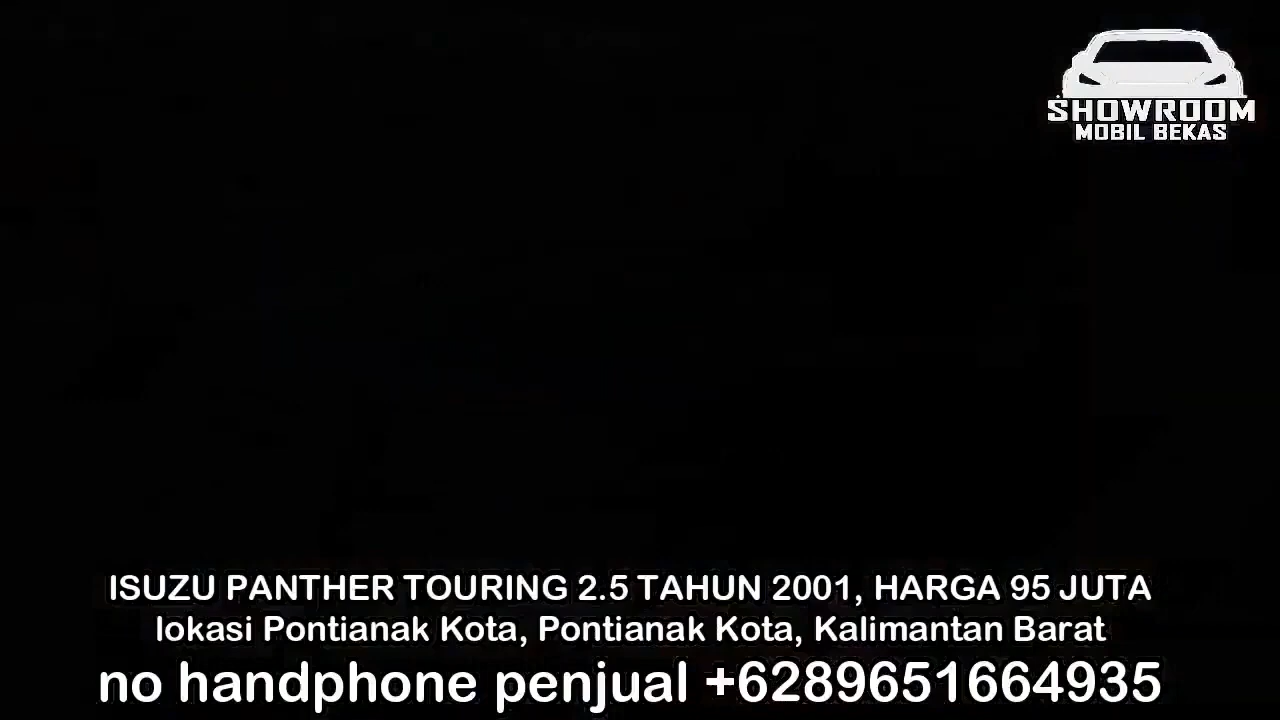 SHOWROOM
MOBIL BEKAS
ISUZU PANTHER TOURING 2.5 TAHUN 2001, HARGA 95 JUTA
lokasi Pontianak Kota, Pontianak Kota, Kalimantan Barat
no handphone penjual +6289651664935